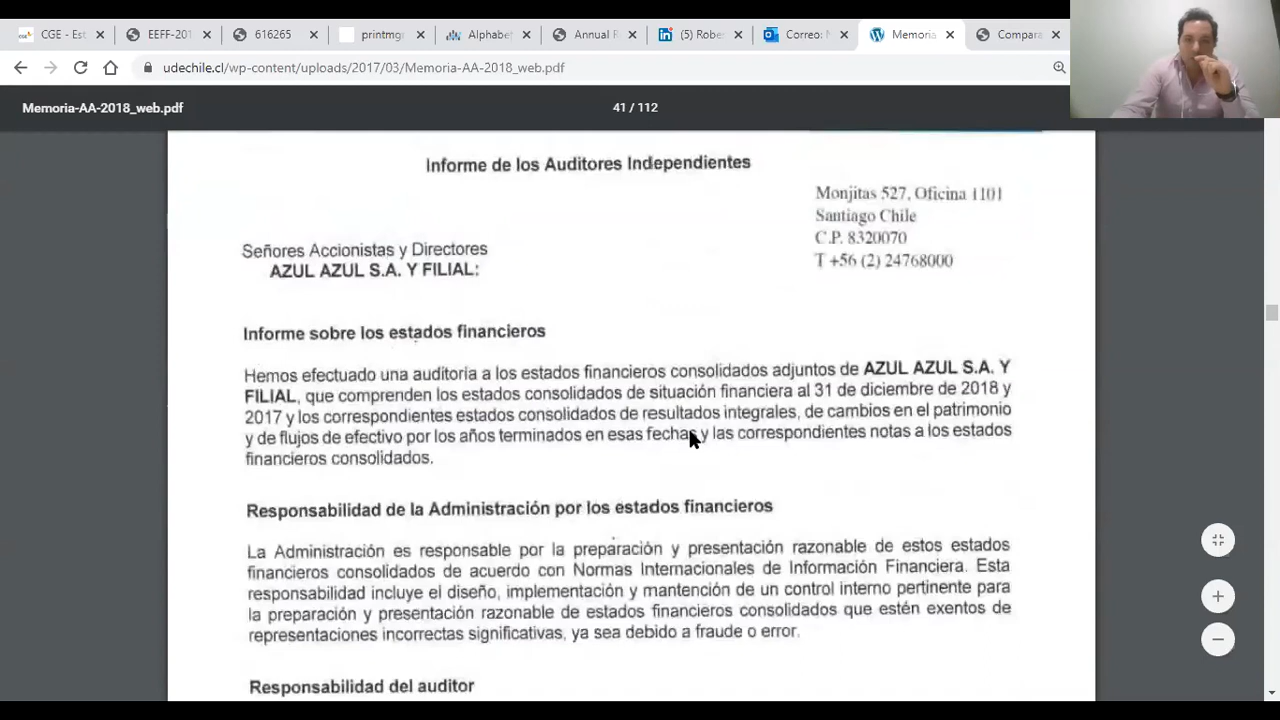 CGE - Est
EEFF-201
616265
printmg
Alphabe
Annual R
(5) Robe
Correo: M
Memoria
Compara
udechile.cl/wp-content/uploads/2017/03/Memoria-AA-2018_web.pdf
Memoria-AA-2018_web.pdf
41 / 112
Informe de los Auditores Independientes
Monjitas 527, Oficina 1101
Santiago Chile
C.P. 8320070
T +56 (2) 24768000
Señores Accionistas y Directores
AZUL AZUL S.A. Y FILIAL:
Informe sobre los estados financieros
Hemos efectuado una auditoria a los estados financieros consolidados adjuntos de AZUL AZUL S.A. Y
FILIAL, que comprenden los estados consolidados de situación financiera al 31 de diciembre de 2018 y
2017 y los correspondientes estados consolidados de resultados integrales, de cambios en el patrimonio
y de flujos de efectivo por los años terminados en esas fechas y las correspondientes notas a los estados
financieros consolidados.
Responsabilidad de la Administración por los estados financieros
La Administración es responsable por la preparación y presentación razonable de estos estados
financieros consolidados de acuerdo con Normas Internacionales de Información Financiera. Esta
responsabilidad incluye el diseño, implementación y mantención de un control interno pertinente para
la preparación y presentación razonable de estados financieros consolidados que estén exentos de
representaciones incorrectas significativas, ya sea debido a fraude o error.
Responsabilidad del auditor